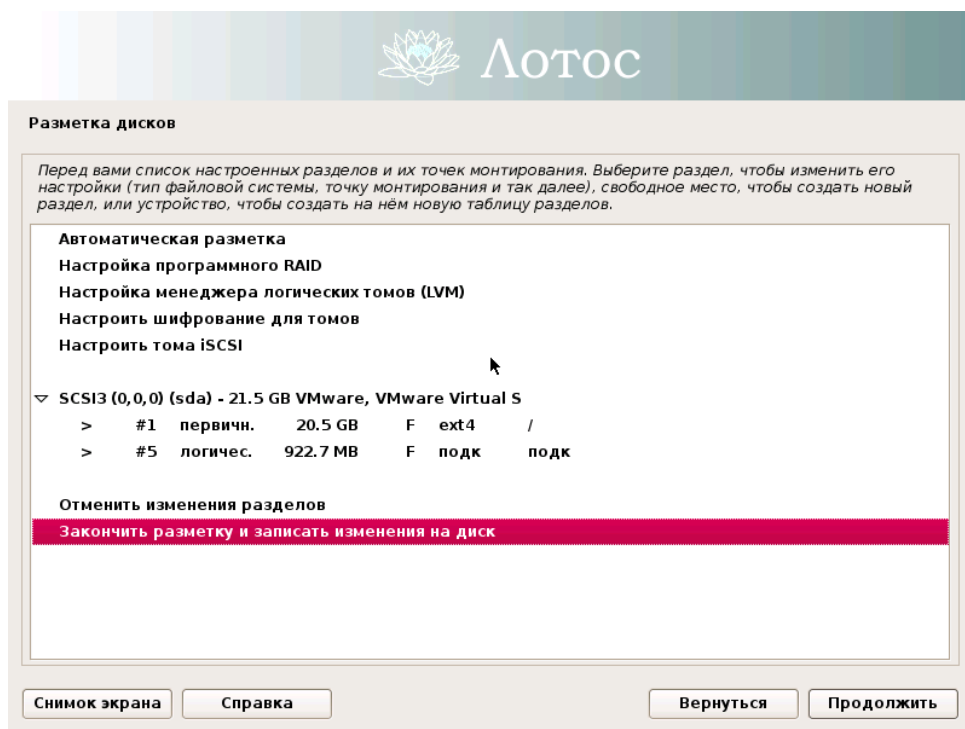 Лотос
Разметка дисков
Перед вами список настроенных разделов и их точек монтирования. Выберите раздел, чтобы изменить его
настройки (тип файловой системы, точку монтирования и так далее), свободное место, чтобы создать новый
раздел, или устройство, чтобы создать на нём новую таблицу разделов.
Автоматическая разметка
Настройка программного RAID
Настройка менеджера логических томов (LVM)
Настроить шифрование для томов
Настроить тома iSCSI
SCSI3 (0,0,0) (sda) - 21.5 GB VMware, VMware Virtual S
> #1 первичн. 20.5 GB F ext4 /
> #5 логичес. 922.7 MB F подк подк
Отменить изменения разделов
Закончить разметку и записать изменения на диск
Снимок экрана Справка Вернуться Продолжить